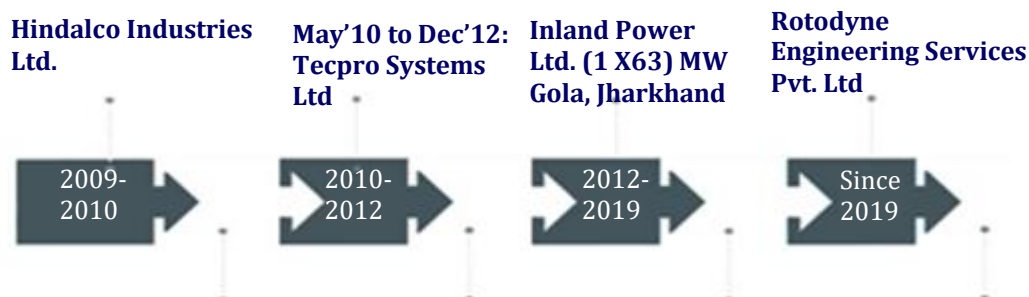 Hindalco Industries
Ltd.
2009-
2010
May’10 to Dec’12:
Tecpro Systems
Ltd
2010-
2012
Inland Power
Ltd. (1 X63) MW
Gola, Jharkhand
2012-
2019
Rotodyne
Engineering Services
Pvt. Ltd
Since
2019